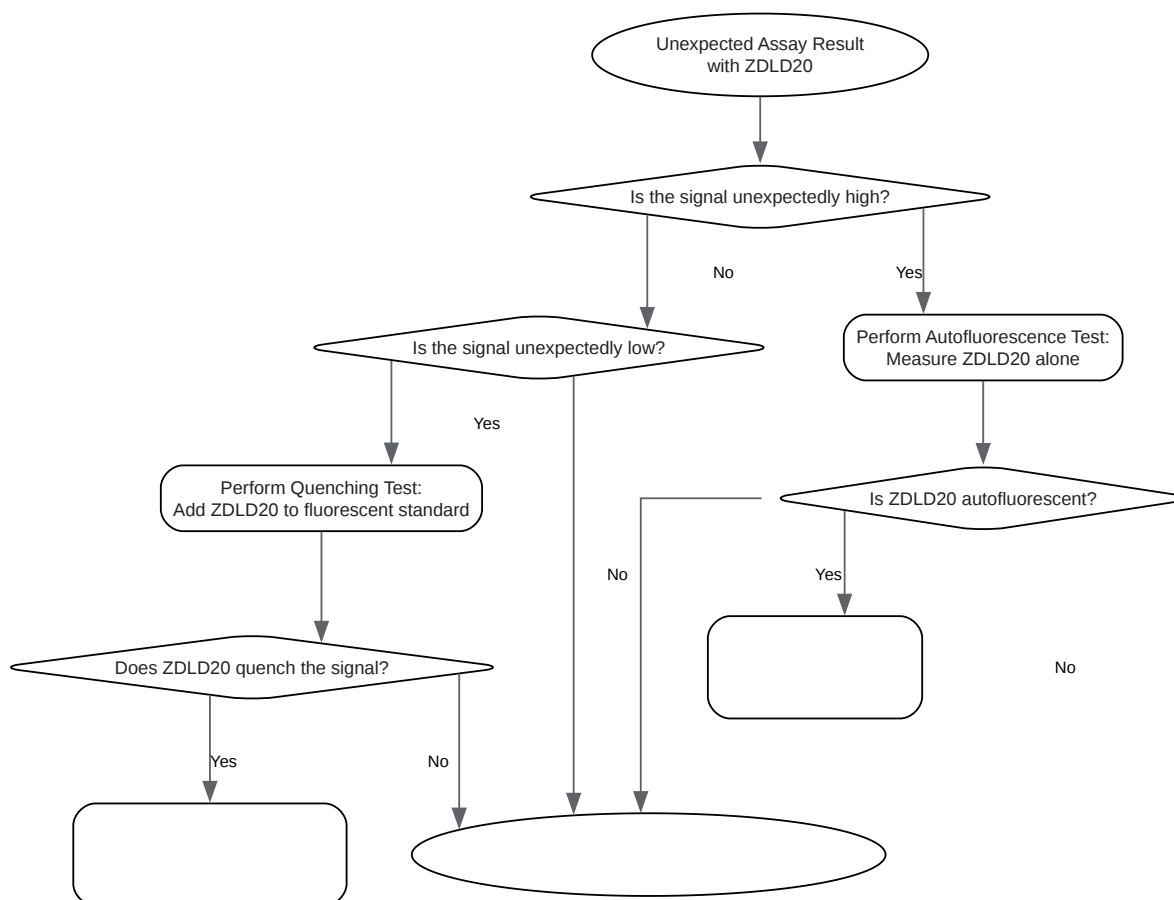 Unexpected Assay Result
with ZDLD20
Is the signal unexpectedly high?
No
Yes
Is the signal unexpectedly low?
Perform Autofluorescence Test:
Measure ZDLD20 alone
Yes
Perform Quenching Test:
Add ZDLD20 to fluorescent standard
Is ZDLD20 autofluorescent?
No
Yes
Does ZDLD20 quench the signal?
No
Yes
No